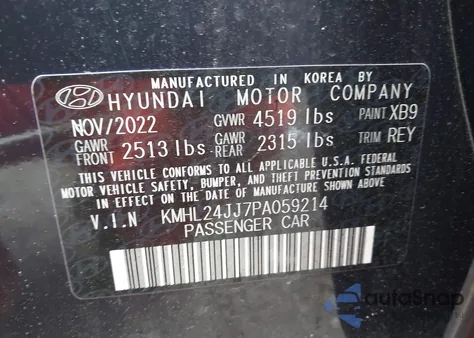 MANUFACTURED IN KOREA BY
HYUNDAI MOTOR COMPANY
NOV/2022 GVWR 4519 lbs PAINT XB9
GAWR FRONT 2513 lbs GAWR REAR 2315 lbs TRIM REY
THIS VEHICLE CONFORMS TO ALL APPLICABLE U.S.A. FEDERAL
MOTOR VEHICLE SAFETY, BUMPER, AND THEFT PREVENTION STANDARDS
IN EFFECT ON THE DATE OF MANUFACTURE SHOWN ABOVE.
V.I.N KMHL24JJ7PA059214
PASSENGER CAR
autoSnap